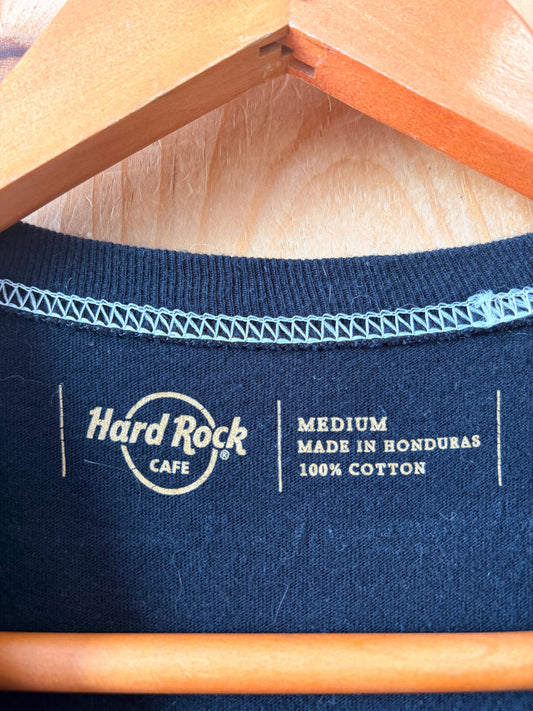 Hard Rock®
CAFE
MEDIUM
MADE IN HONDURAS
100% COTTON